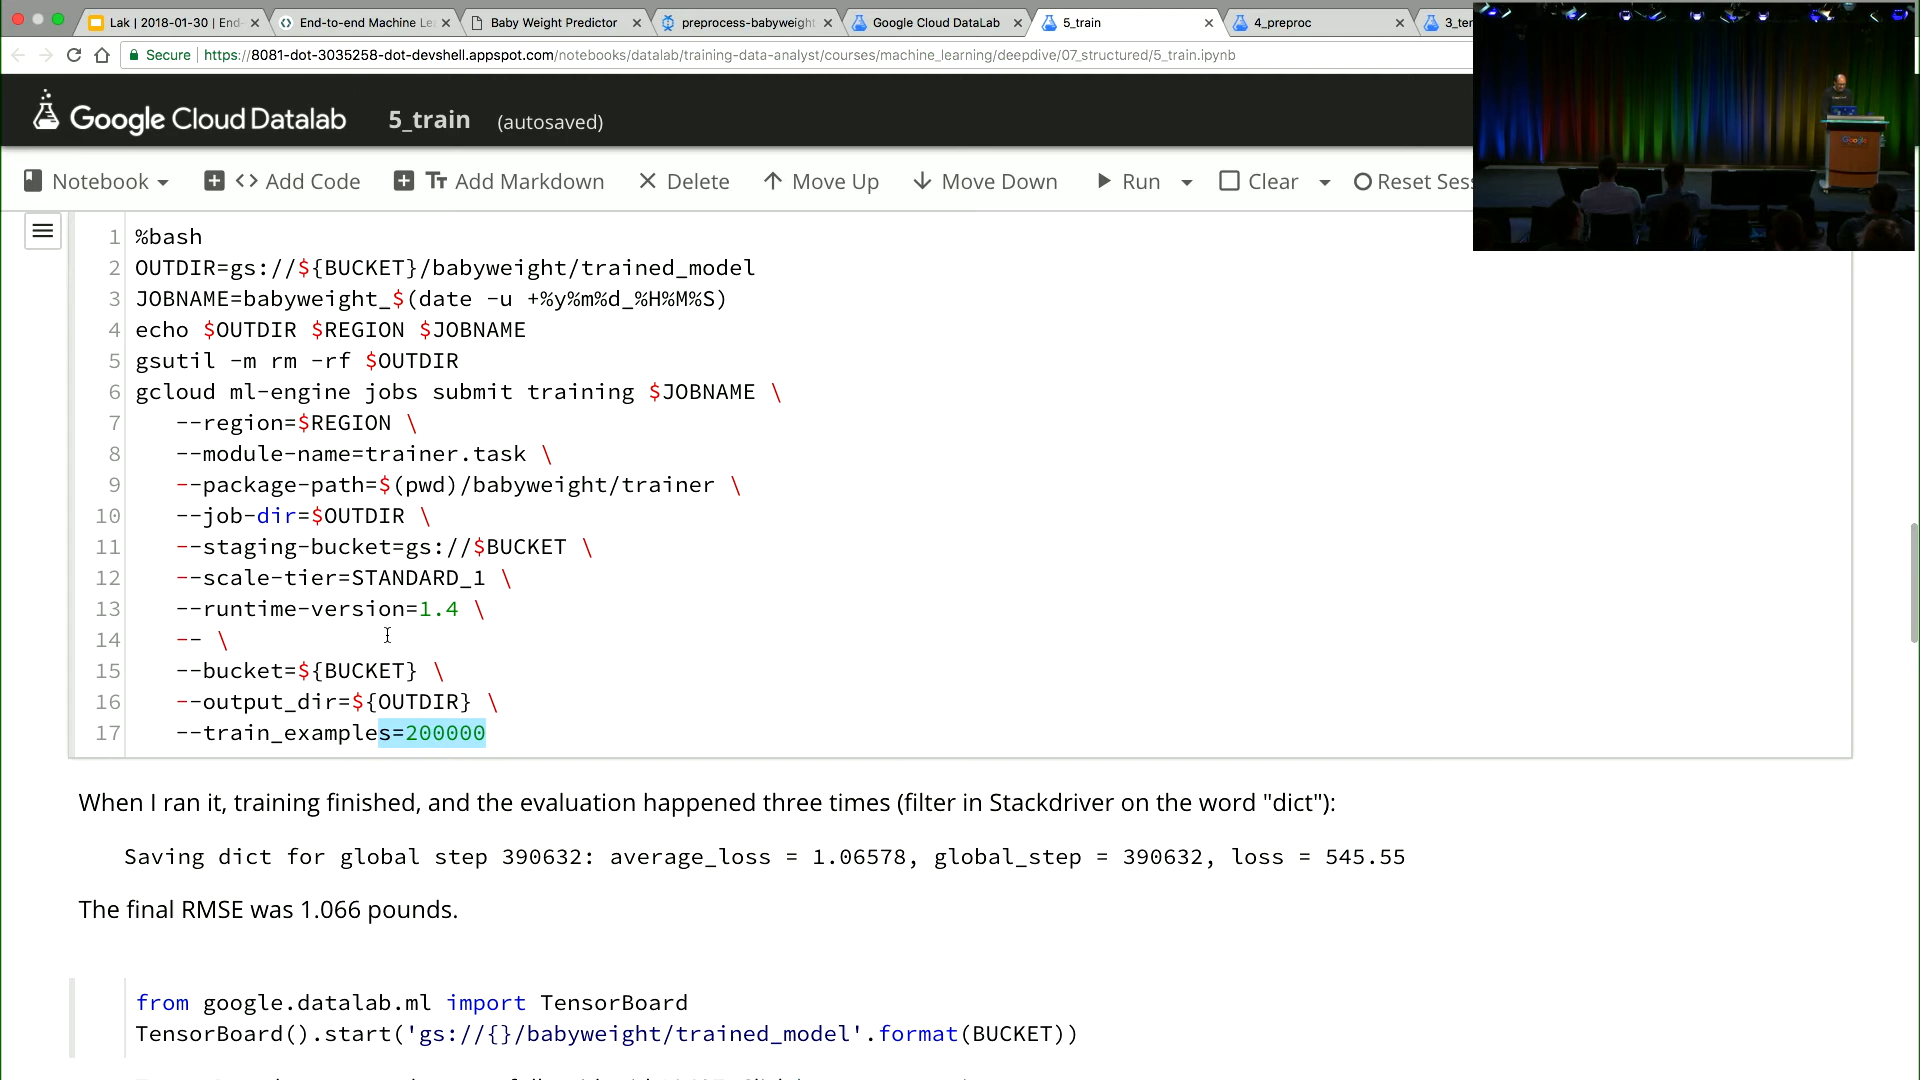 Lak | 2018-01-30 | End-
End-to-end Machine Le
Baby Weight Predictor
preprocess-babyweight
Google Cloud DataLab
5_train
4_preproc
3_te
Secure https://8081-dot-3035258-dot-devshell.appspot.com/notebooks/datalab/training-data-analyst/courses/machine_learning/deepdive/07_structured/5_train.ipynb
Google Cloud Datalab 5_train (autosaved)
Notebook <> Add Code Tт Add Markdown Delete Move Up Move Down Run Clear Reset Sess
1 %bash
2 OUTDIR=gs://${BUCKET}/babyweight/trained_model
3 JOBNAME=babyweight_$(date -u +%y%m%d_%H%M%S)
4 echo $OUTDIR $REGION $JOBNAME
5 gsutil -m rm -rf $OUTDIR
6 gcloud ml-engine jobs submit training $JOBNAME \
7 --region=$REGION \
8 --module-name=trainer.task \
9 --package-path=$(pwd)/babyweight/trainer \
10 --job-dir=$OUTDIR \
11 --staging-bucket=gs://$BUCKET \
12 --scale-tier=STANDARD_1 \
13 --runtime-version=1.4 \
14 -- \
15 --bucket=${BUCKET} \
16 --output_dir=${OUTDIR} \
17 --train_examples=200000
When I ran it, training finished, and the evaluation happened three times (filter in Stackdriver on the word "dict"):
Saving dict for global step 390632: average_loss = 1.06578, global_step = 390632, loss = 545.55
The final RMSE was 1.066 pounds.
from google.datalab.ml import TensorBoard
TensorBoard().start('gs://{}/babyweight/trained_model'.format(BUCKET))
Google